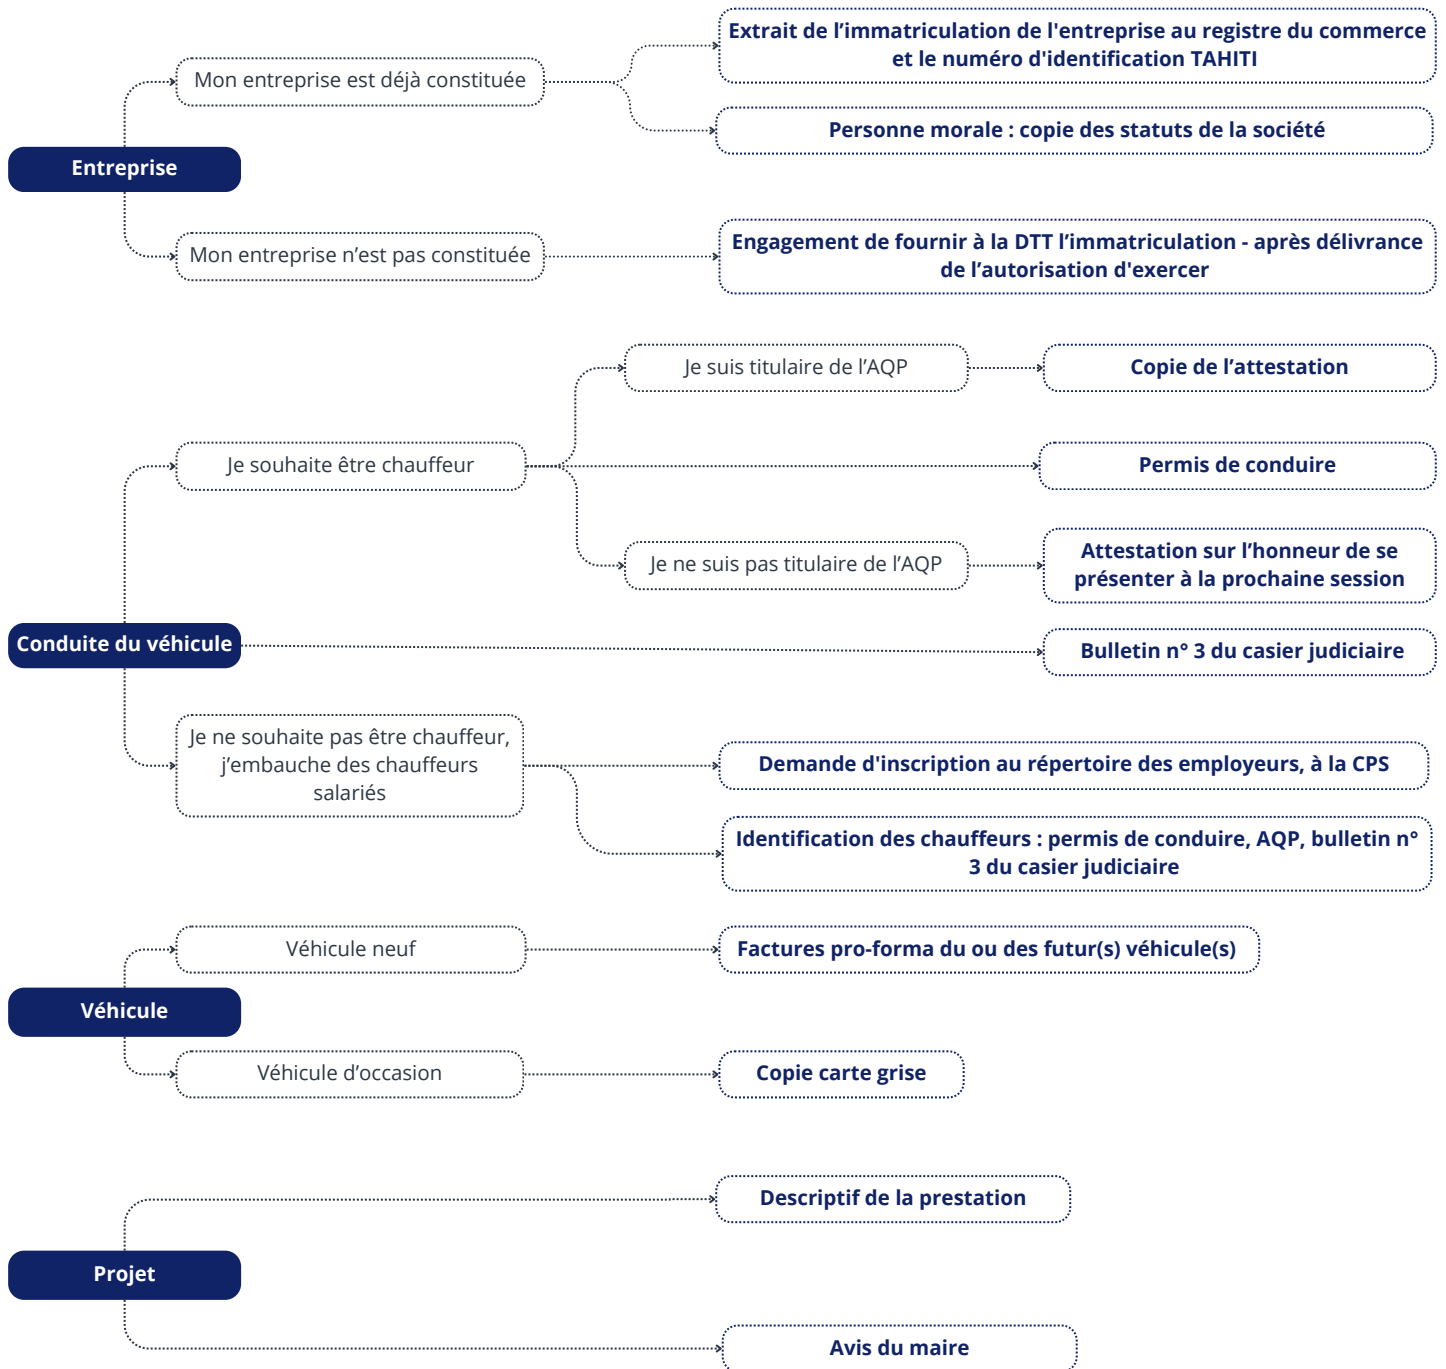 Extrait de l’immatriculation de l'entreprise au registre du commerce
et le numéro d'identification TAHITI
Mon entreprise est déjà constituée
Personne morale : copie des statuts de la société
Entreprise
Mon entreprise n’est pas constituée
Engagement de fournir à la DTT l’immatriculation - après délivrance
de l’autorisation d'exercer
Je suis titulaire de l’AQP
Copie de l’attestation
Je souhaite être chauffeur
Permis de conduire
Je ne suis pas titulaire de l’AQP
Attestation sur l’honneur de se
présenter à la prochaine session
Conduite du véhicule
Bulletin n° 3 du casier judiciaire
Je ne souhaite pas être chauffeur,
j’embauche des chauffeurs
salariés
Demande d'inscription au répertoire des employeurs, à la CPS
Identification des chauffeurs : permis de conduire, AQP, bulletin n°
3 du casier judiciaire
Véhicule neuf
Factures pro-forma du ou des futur(s) véhicule(s)
Véhicule
Véhicule d’occasion
Copie carte grise
Descriptif de la prestation
Projet
Avis du maire